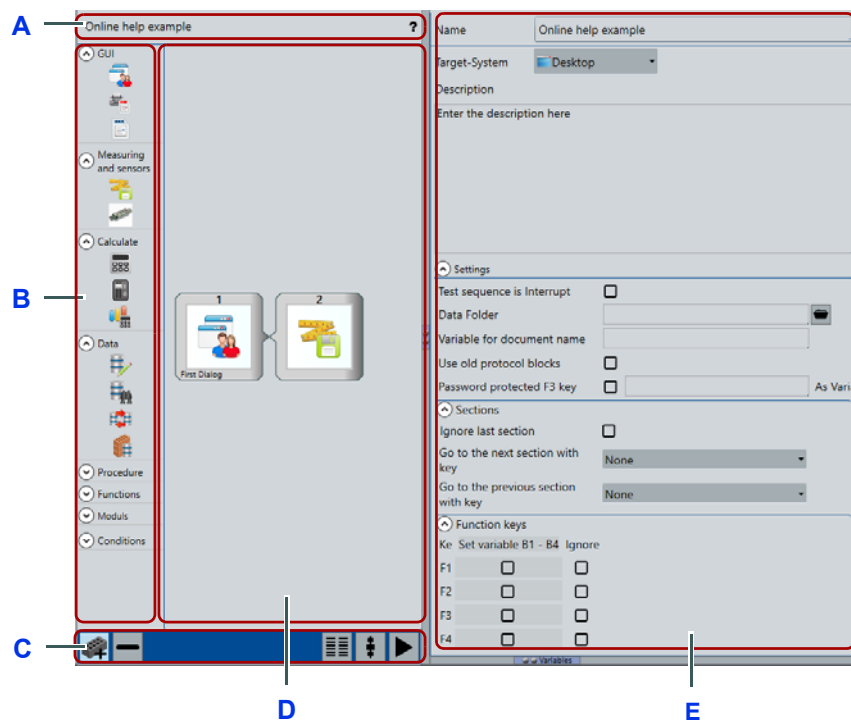 A
Online help example
?
B
GUI
Measuring
and sensors
Calculate
Data
Procedure
Functions
Moduls
Conditions
1
2
First Dialog
C
D
Name
Online help example
Target-System
Desktop
Description
Enter the description here
Settings
Test sequence is Interrupt
Data Folder
Variable for document name
Use old protocol blocks
Password protected F3 key
As Vari
Sections
Ignore last section
Go to the next section with
key
None
Go to the previous section
with key
None
Function keys
Ke Set variable B1 - B4 Ignore
F1
F2
F3
F4
Variables
E